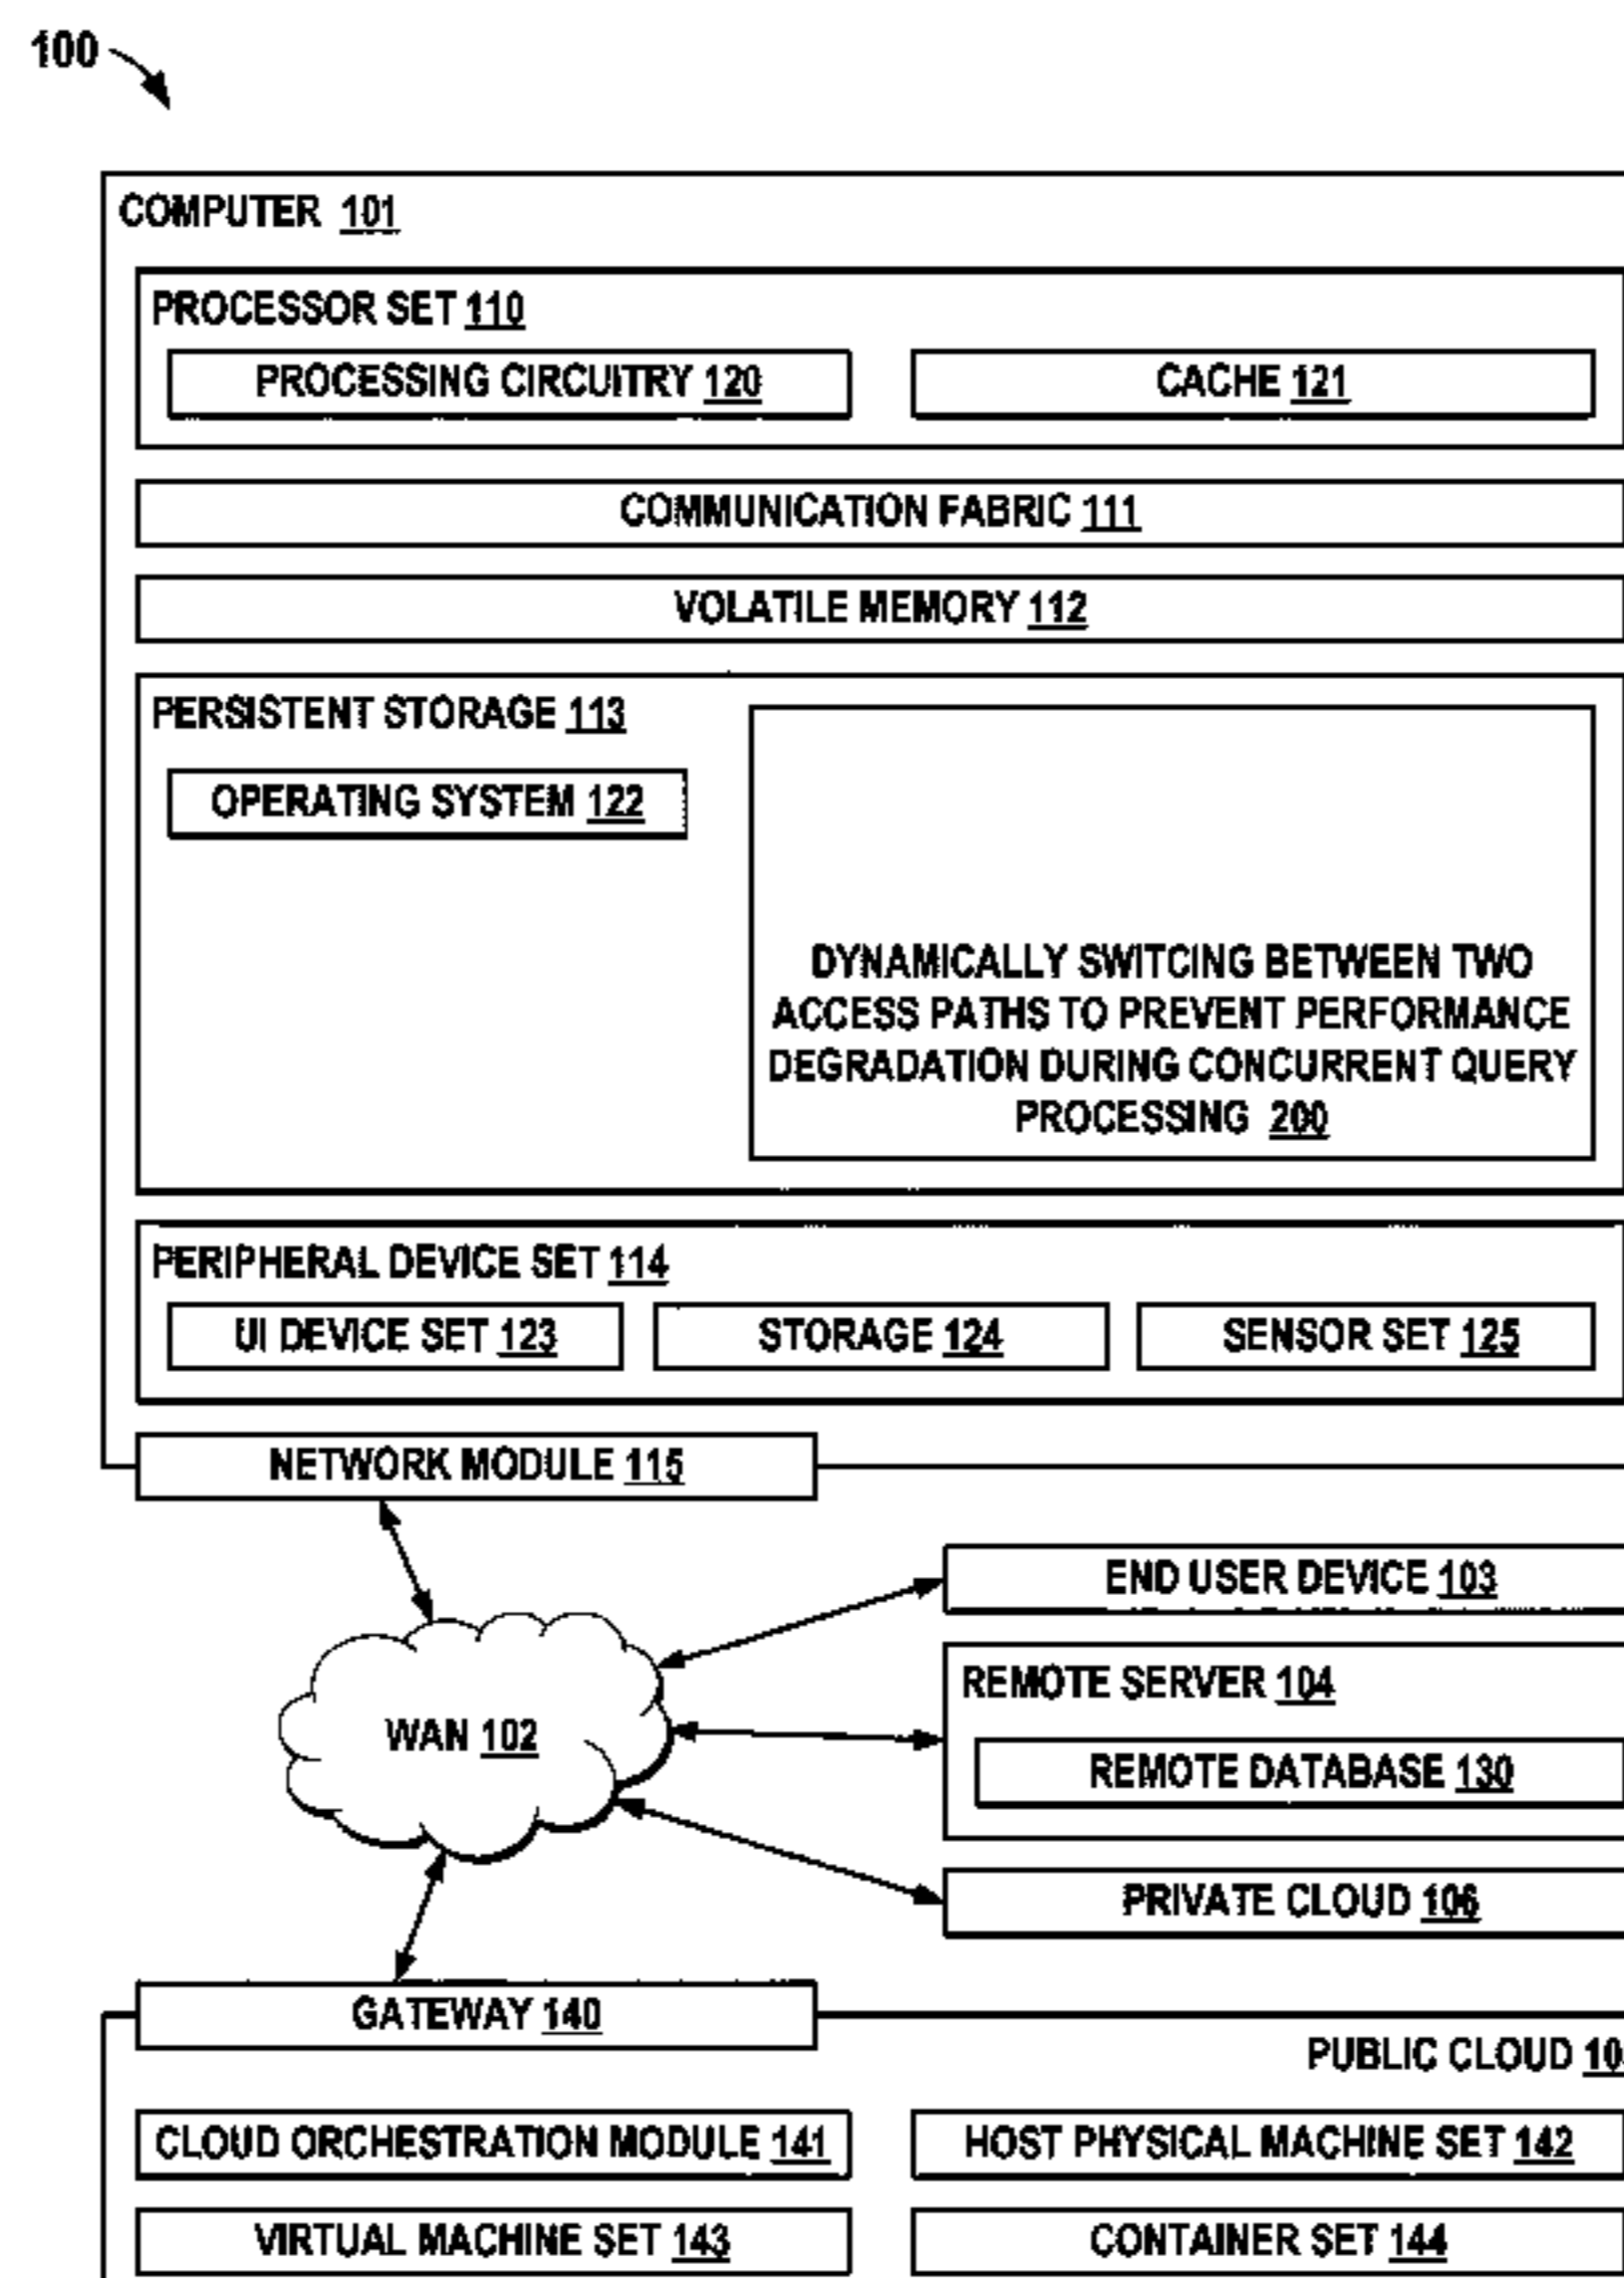 100
COMPUTER 101
PROCESSOR SET 110
PROCESSING CIRCUITRY 120
CACHE 121
COMMUNICATION FABRIC 111
VOLATILE MEMORY 112
PERSISTENT STORAGE 113
OPERATING SYSTEM 122
DYNAMICALLY SWITCING BETWEEN TWO
ACCESS PATHS TO PREVENT PERFORMANCE
DEGRADATION DURING CONCURRENT QUERY
PROCESSING 200
PERIPHERAL DEVICE SET 114
UI DEVICE SET 123
STORAGE 124
SENSOR SET 125
NETWORK MODULE 115
END USER DEVICE 103
REMOTE SERVER 104
WAN 102
REMOTE DATABASE 130
PRIVATE CLOUD 106
GATEWAY 140
PUBLIC CLOUD
CLOUD ORCHESTRATION MODULE 141
HOST PHYSICAL MACHINE SET 142
VIRTUAL MACHINE SET 143
CONTAINER SET 144